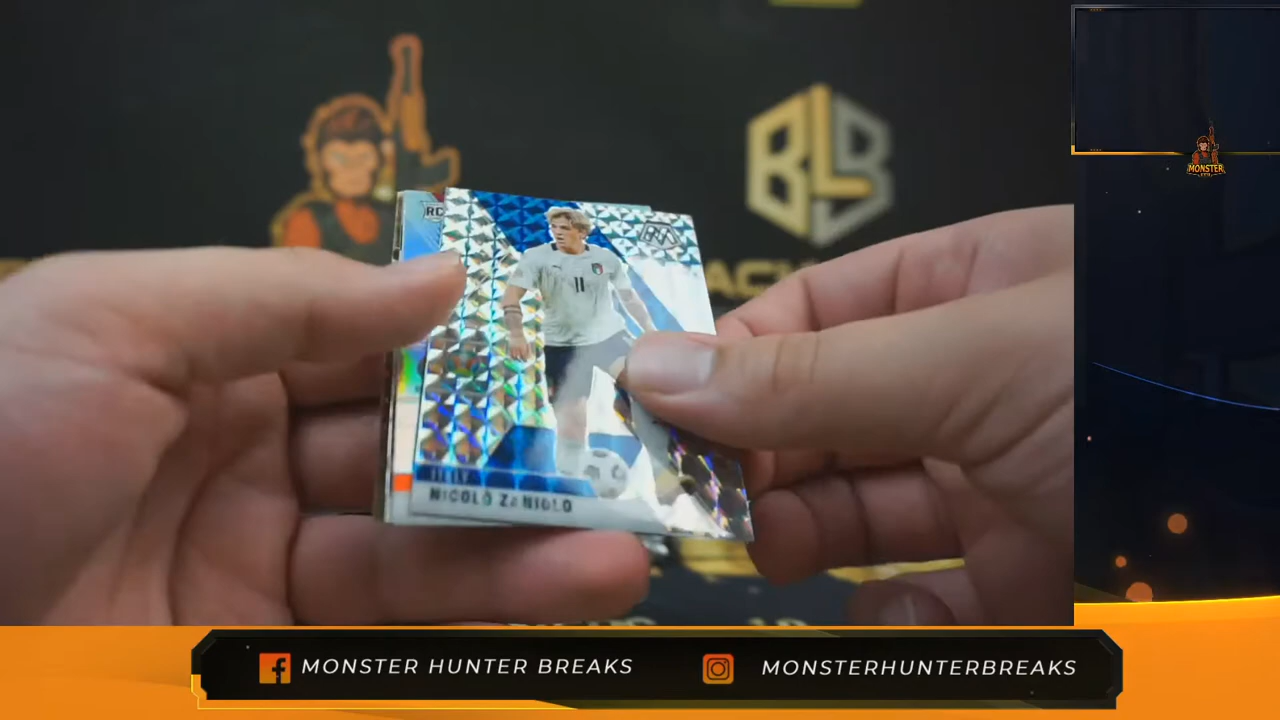 BLB
MONSTER
RC
11
ITALY
NICOLÒ ZANIOLO
MONSTER HUNTER BREAKS
MONSTERHUNTERBREAKS